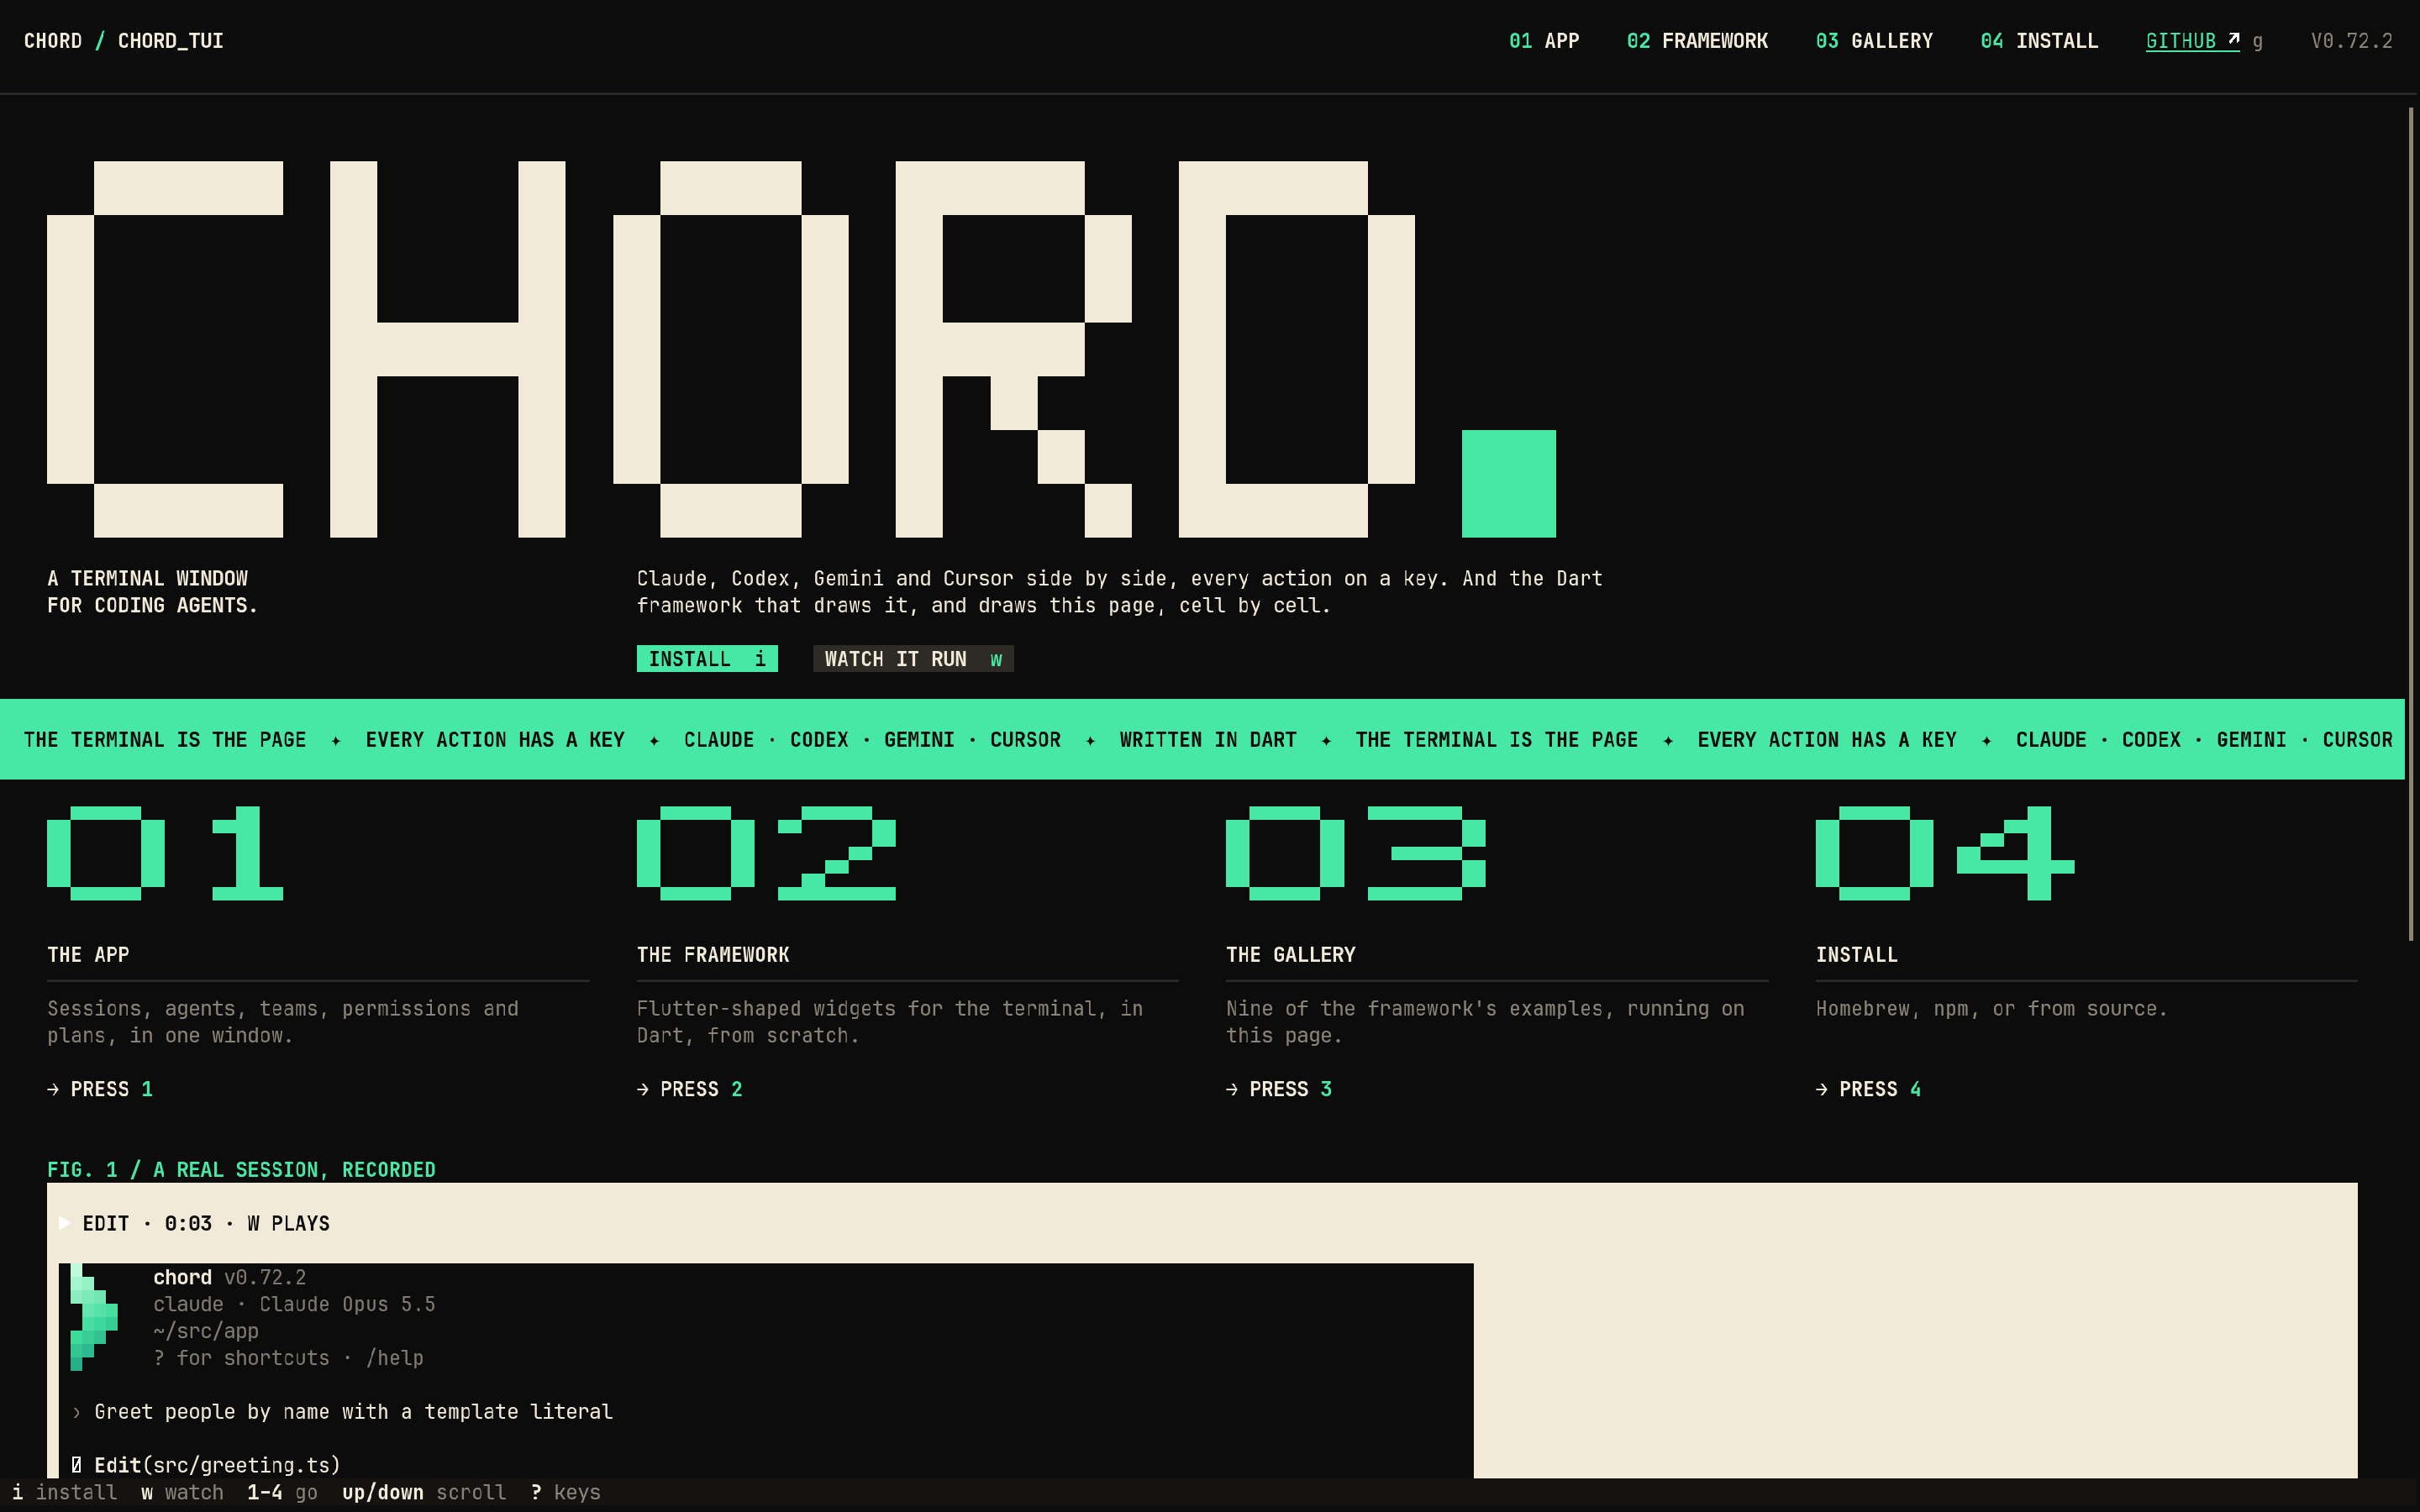 CHORD / CHORD_TUI
01 APP 02 FRAMEWORK 03 GALLERY 04 INSTALL GITHUB ↗ g V0.72.2
CHORD.
A TERMINAL WINDOW
FOR CODING AGENTS.
Claude, Codex, Gemini and Cursor side by side, every action on a key. And the Dart
framework that draws it, and draws this page, cell by cell.
INSTALL i WATCH IT RUN w
THE TERMINAL IS THE PAGE ✦ EVERY ACTION HAS A KEY ✦ CLAUDE · CODEX · GEMINI · CURSOR ✦ WRITTEN IN DART ✦ THE TERMINAL IS THE PAGE ✦ EVERY ACTION HAS A KEY ✦ CLAUDE · CODEX · GEMINI · CURSOR
01
THE APP
Sessions, agents, teams, permissions and
plans, in one window.
→ PRESS 1
02
THE FRAMEWORK
Flutter-shaped widgets for the terminal, in
Dart, from scratch.
→ PRESS 2
03
THE GALLERY
Nine of the framework's examples, running on
this page.
→ PRESS 3
04
INSTALL
Homebrew, npm, or from source.
→ PRESS 4
FIG. 1 / A REAL SESSION, RECORDED
▶ EDIT · 0:03 · W PLAYS
chord v0.72.2
claude · Claude Opus 5.5
~/src/app
? for shortcuts · /help
› Greet people by name with a template literal
Edit(src/greeting.ts)
i install w watch 1-4 go up/down scroll ? keys